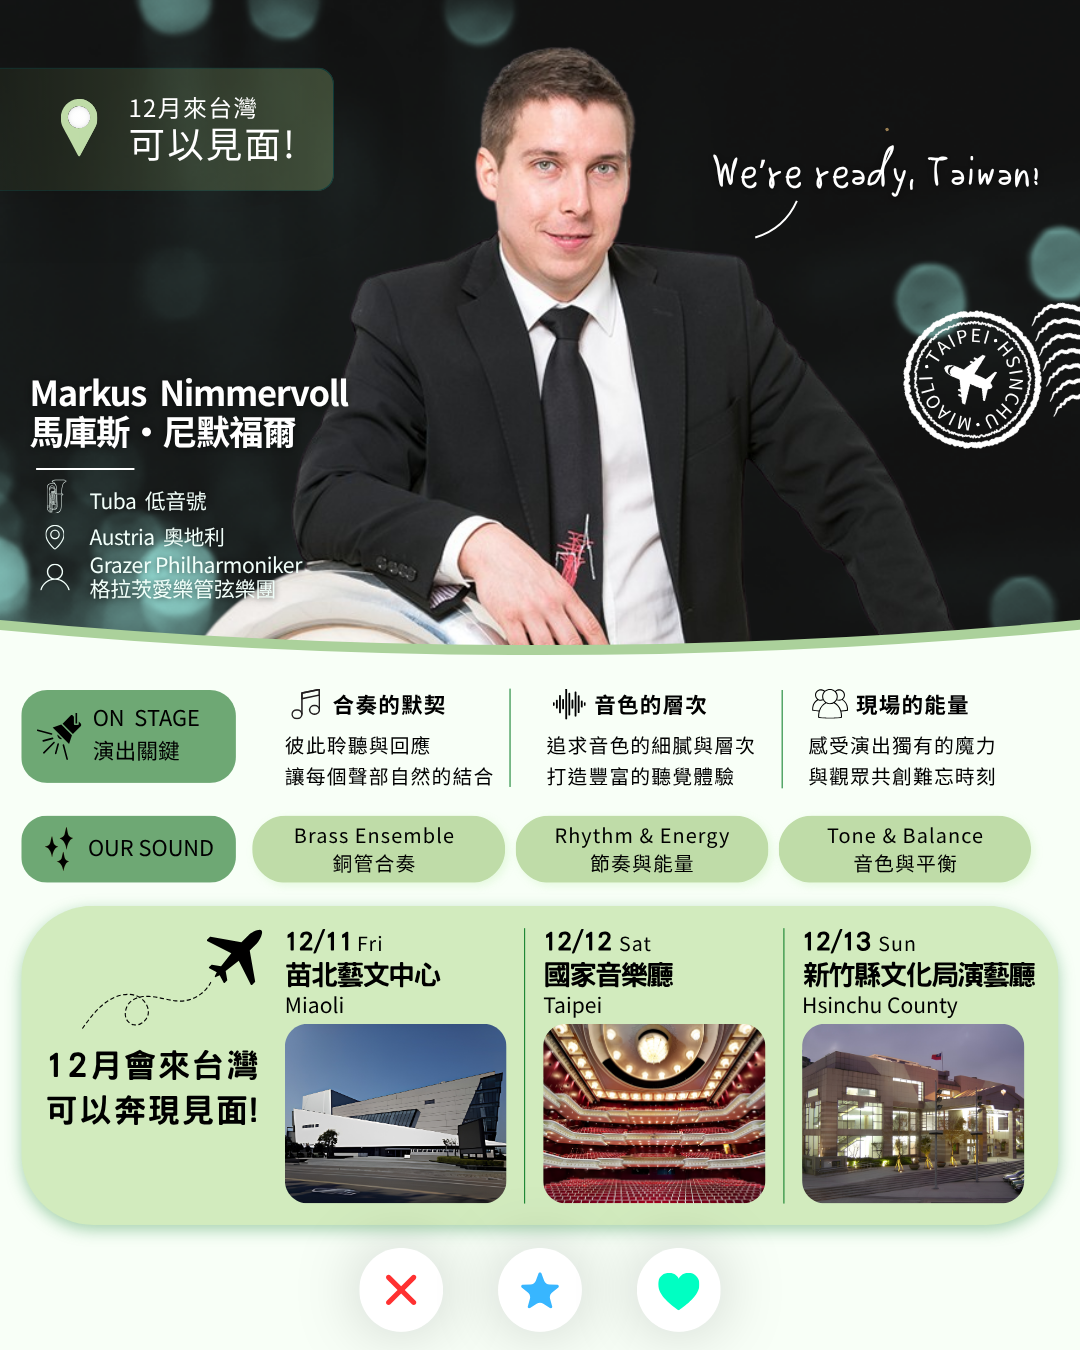 12月來台灣
可以見面!
We're ready, Taiwan!
TAIPEI·HSINCHU·MIAOLI·
Markus Nimmervoll
馬庫斯・尼默福爾
Tuba 低音號
Austria 奧地利
Grazer Philharmoniker
格拉茨愛樂管弦樂團
ON STAGE
演出關鍵
合奏的默契
彼此聆聽與回應
讓每個聲部自然的結合
音色的層次
追求音色的細膩與層次
打造豐富的聽覺體驗
現場的能量
感受演出獨有的魔力
與觀眾共創難忘時刻
OUR SOUND
Brass Ensemble
銅管合奏
Rhythm & Energy
節奏與能量
Tone & Balance
音色與平衡
12月會來台灣
可以奔現見面!
12/11 Fri
苗北藝文中心
Miaoli
12/12 Sat
國家音樂廳
Taipei
12/13 Sun
新竹縣文化局演藝廳
Hsinchu County